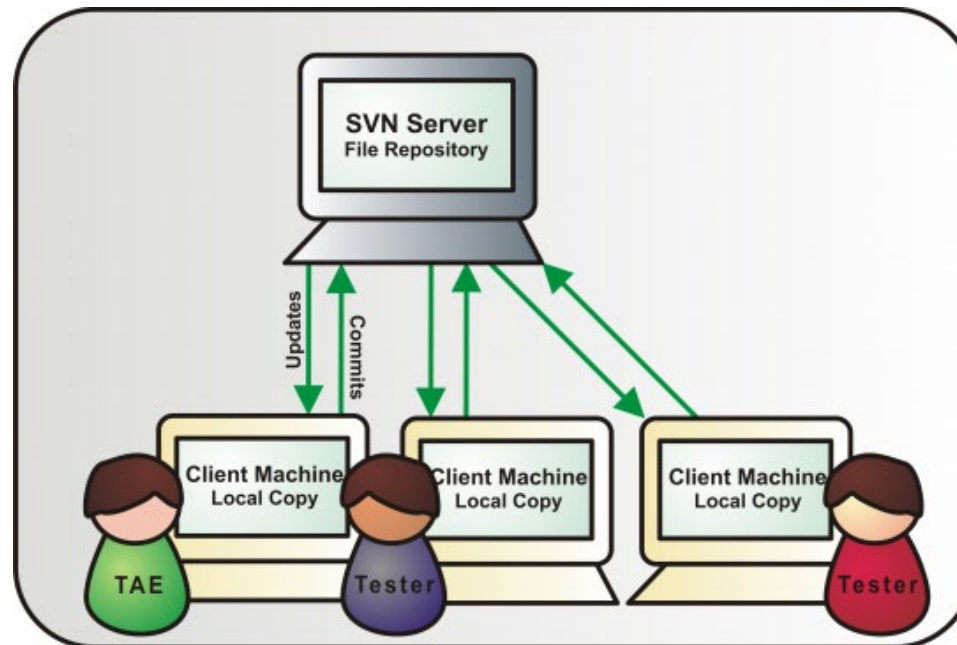 SVN Server
File Repository
Updates
Commits
Client Machine
Local Copy
Client Machine
Local Copy
Client Machine
Local Copy
TAE
Tester
Tester